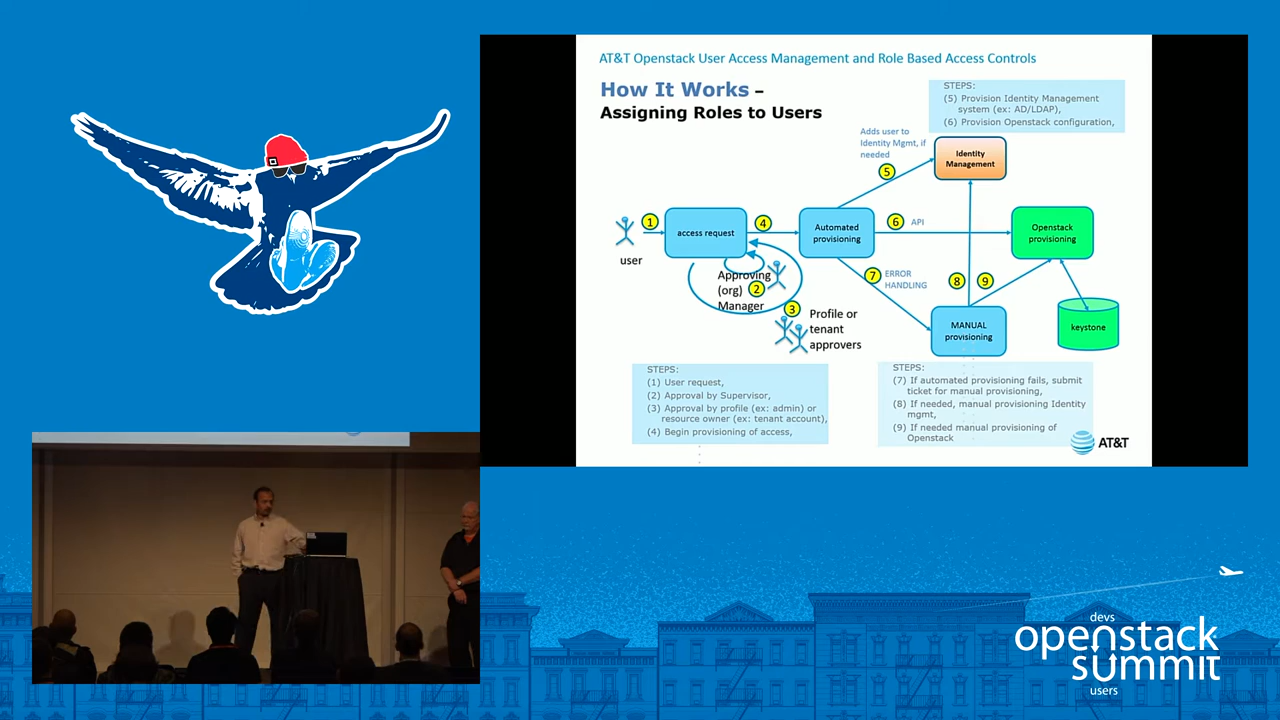 AT&T Openstack User Access Management and Role Based Access Controls
How It Works –
Assigning Roles to Users
STEPS:
(5) Provision Identity Management
system (ex: AD/LDAP),
(6) Provision Openstack configuration,
Adds user to
Identity Mgmt, if
needed
5
Identity
Management
user
1
access request
4
Automated
provisioning
6
API
Openstack
provisioning
Approving
(org)
Manager
2
3
Profile or
tenant
approvers
7
ERROR
HANDLING
8
9
MANUAL
provisioning
keystone
STEPS:
(1) User request,
(2) Approval by Supervisor,
(3) Approval by profile (ex: admin) or
resource owner (ex: tenant account),
(4) Begin provisioning of access,
STEPS:
(7) If automated provisioning fails, submit
ticket for manual provisioning,
(8) If needed, manual provisioning Identity
mgmt,
(9) If needed manual provisioning of
Openstack
AT&T
devs
openstack
summit
users